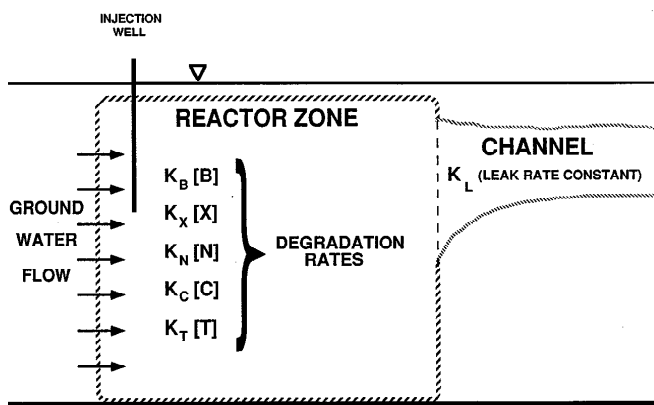 INJECTION
WELL
REACTOR ZONE
CHANNEL
K_L (LEAK RATE CONSTANT)
GROUND
WATER
FLOW
K_B [B]
K_X [X]
K_N [N]
K_C [C]
K_T [T]
DEGRADATION
RATES